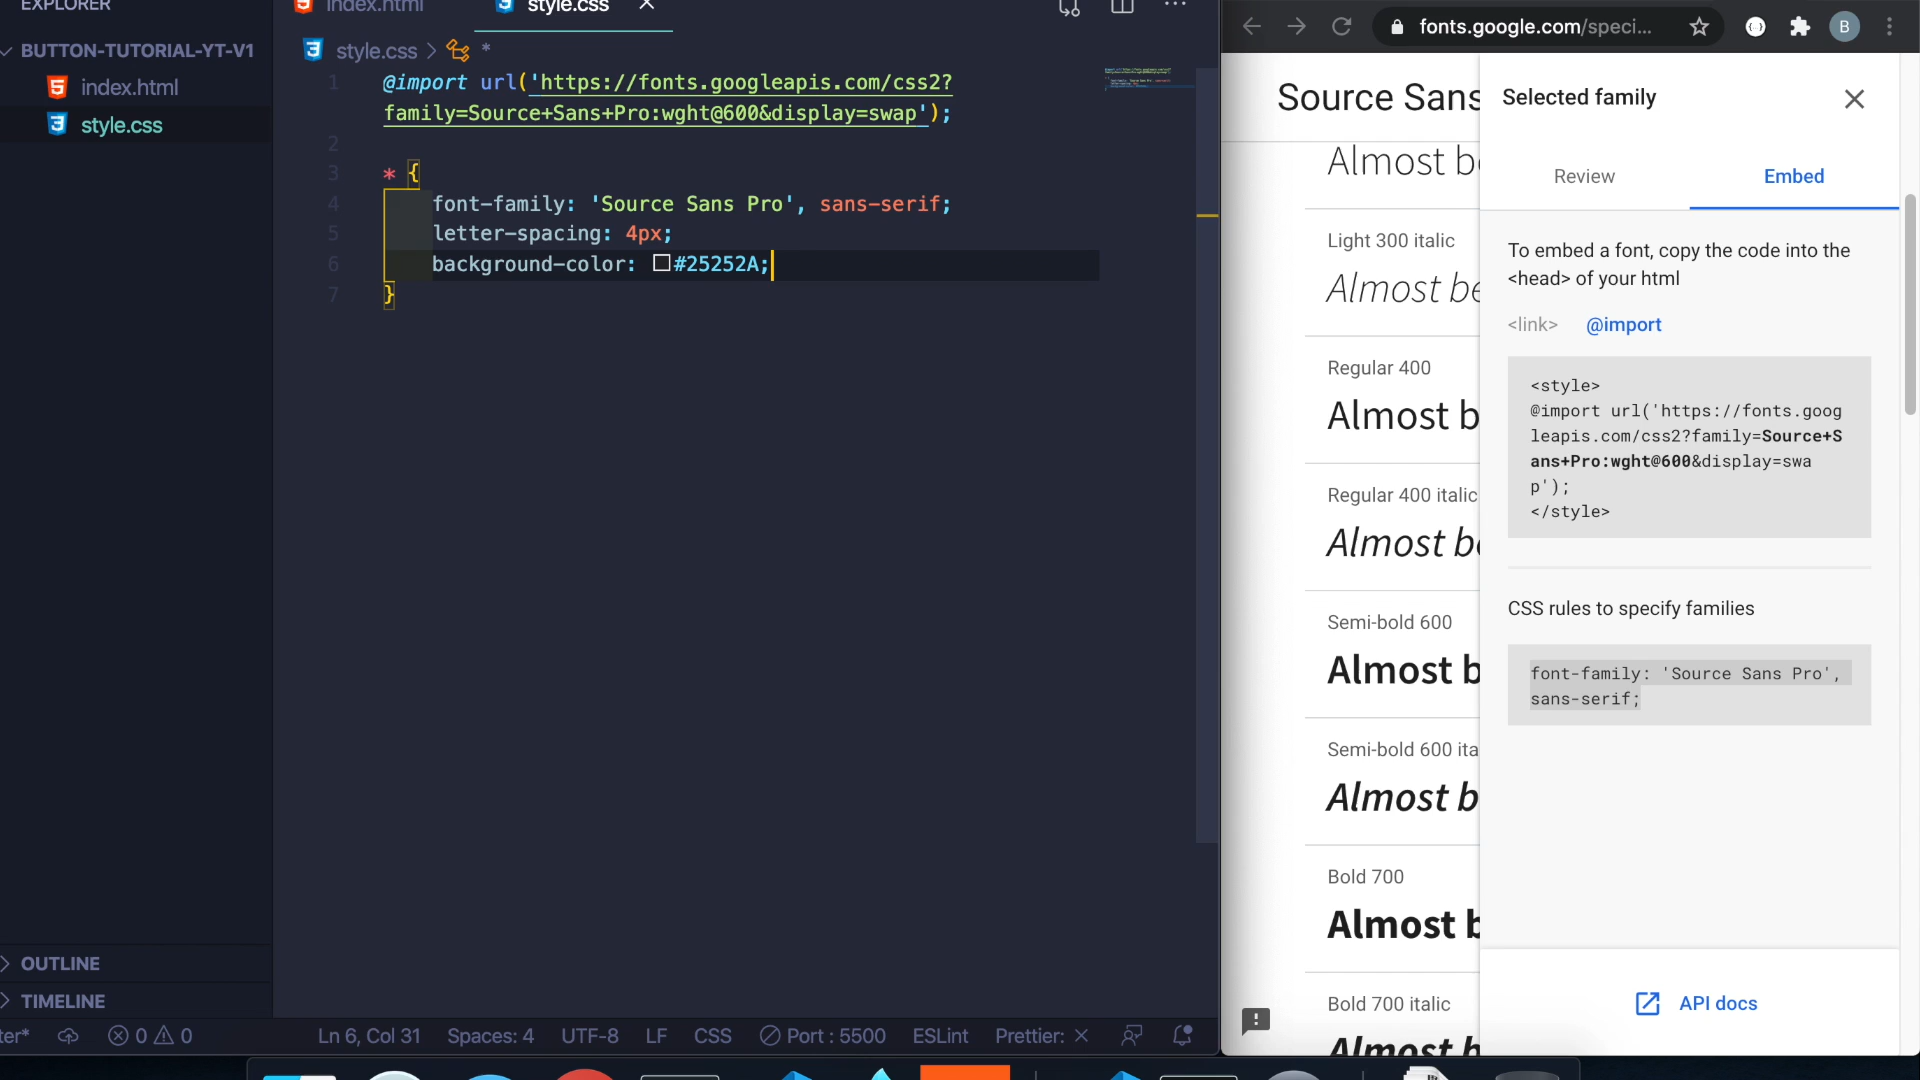 EXPLORER
BUTTON-TUTORIAL-YT-V1
index.html
style.css
OUTLINE
TIMELINE
index.html
style.css
style.css > *
1 @import url('https://fonts.googleapis.com/css2?
family=Source+Sans+Pro:wght@600&display=swap');
2
3 * {
4 font-family: 'Source Sans Pro', sans-serif;
5 letter-spacing: 4px;
6 background-color: #25252A;
7 }
ter* 0 0 Ln 6, Col 31 Spaces: 4 UTF-8 LF CSS Port : 5500 ESLint Prettier: ×
fonts.google.com/speci... B
Source Sans
Almost be
Light 300 italic
Almost be
Regular 400
Almost b
Regular 400 italic
Almost be
Semi-bold 600
Almost b
Semi-bold 600 ita
Almost b
Bold 700
Almost b
Bold 700 italic
Almost b
Selected family
Review Embed
To embed a font, copy the code into the
<head> of your html
<link> @import
<style>
@import url('https://fonts.goog
leapis.com/css2?family=Source+S
ans+Pro:wght@600&display=swa
p');
</style>
CSS rules to specify families
font-family: 'Source Sans Pro',
sans-serif;
API docs